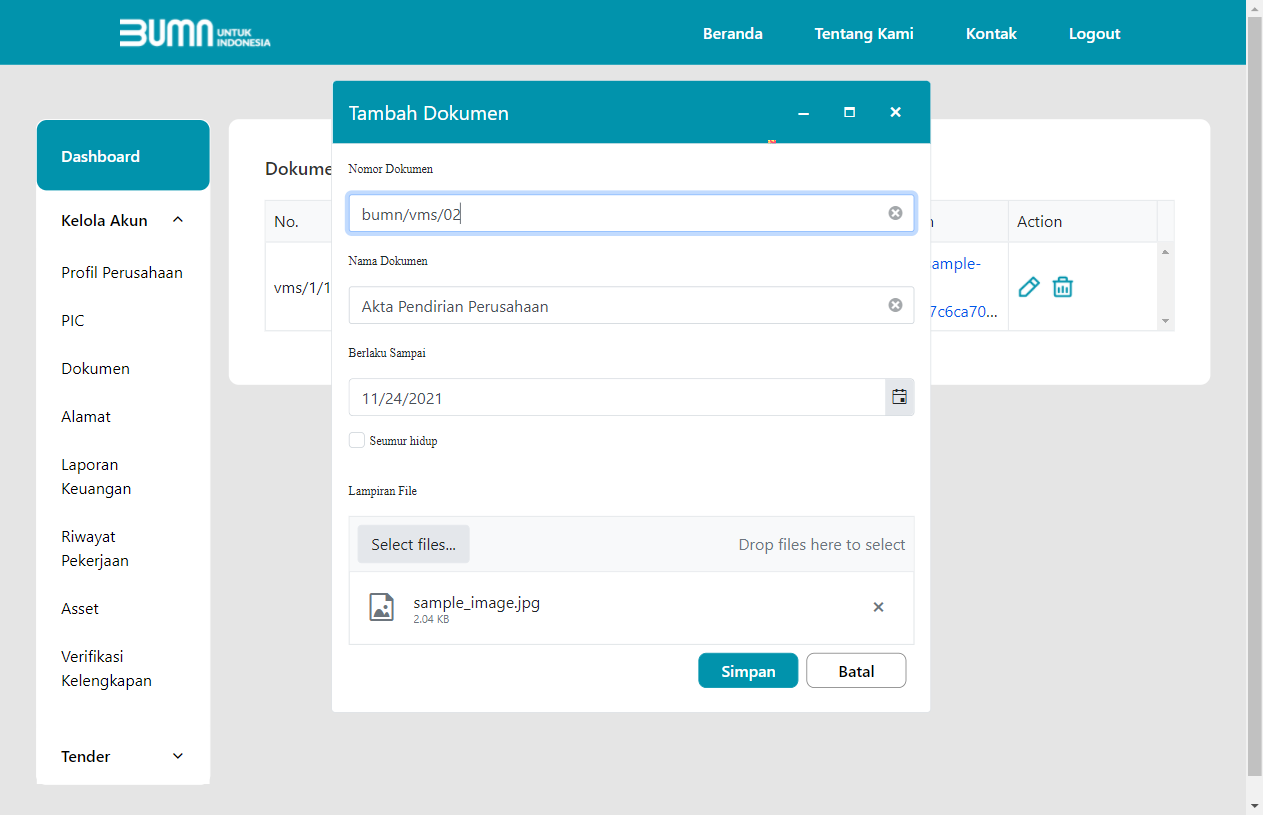 BUMN UNTUK INDONESIA
Beranda
Tentang Kami
Kontak
Logout
Dashboard
Kelola Akun
Profil Perusahaan
PIC
Dokumen
Alamat
Laporan
Keuangan
Riwayat
Pekerjaan
Asset
Verifikasi
Kelengkapan
Tender
Dokume
No.
Action
vms/1/1
ample-
7c6ca70...
Tambah Dokumen
Nomor Dokumen
bumn/vms/02
Nama Dokumen
Akta Pendirian Perusahaan
Berlaku Sampai
11/24/2021
Seumur hidup
Lampiran File
Select files...
Drop files here to select
sample_image.jpg
2.04 KB
Simpan
Batal